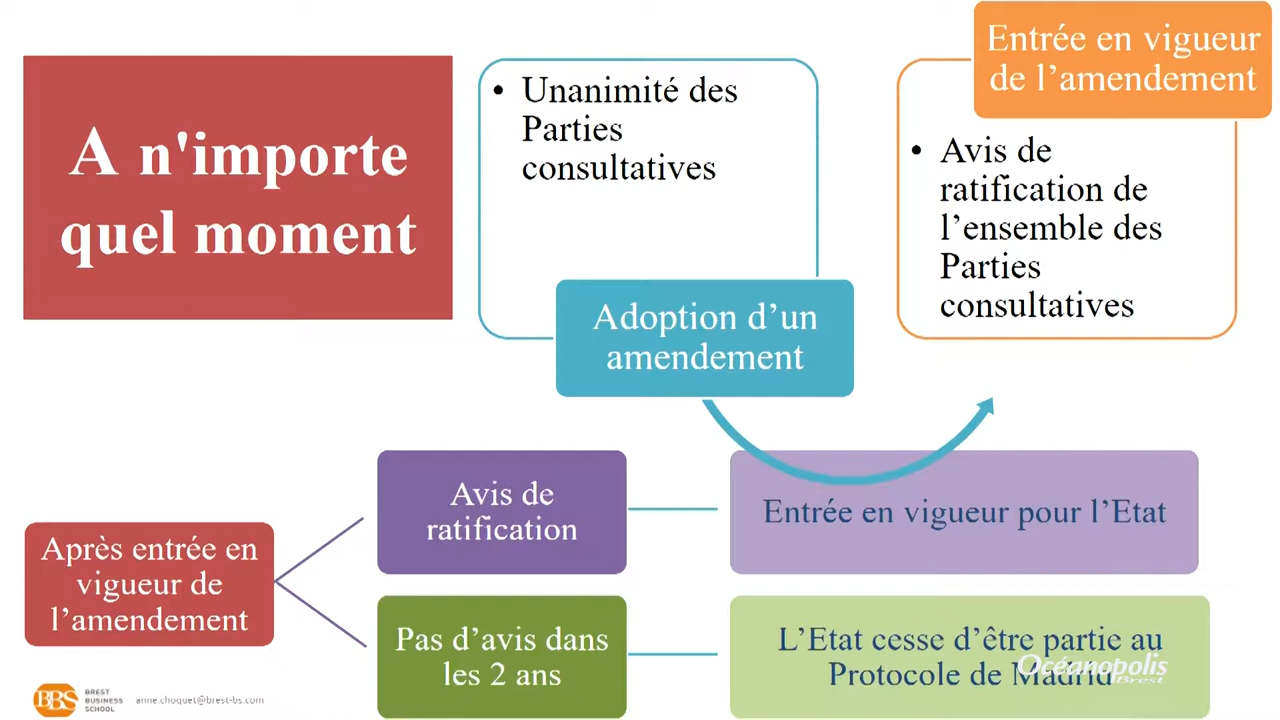 A n'importe
quel moment
• Unanimité des
Parties
consultatives
Adoption d’un
amendement
Entrée en vigueur
de l’amendement
• Avis de
ratification de
l’ensemble des
Parties
consultatives
Après entrée en
vigueur de
l’amendement
Avis de
ratification
Entrée en vigueur pour l’Etat
Pas d’avis dans
les 2 ans
L’Etat cesse d’être partie au
Protocole de Madrid
Océanopolis
Brest
BBS
BREST
BUSINESS
SCHOOL
anne.choquet@brest-bs.com